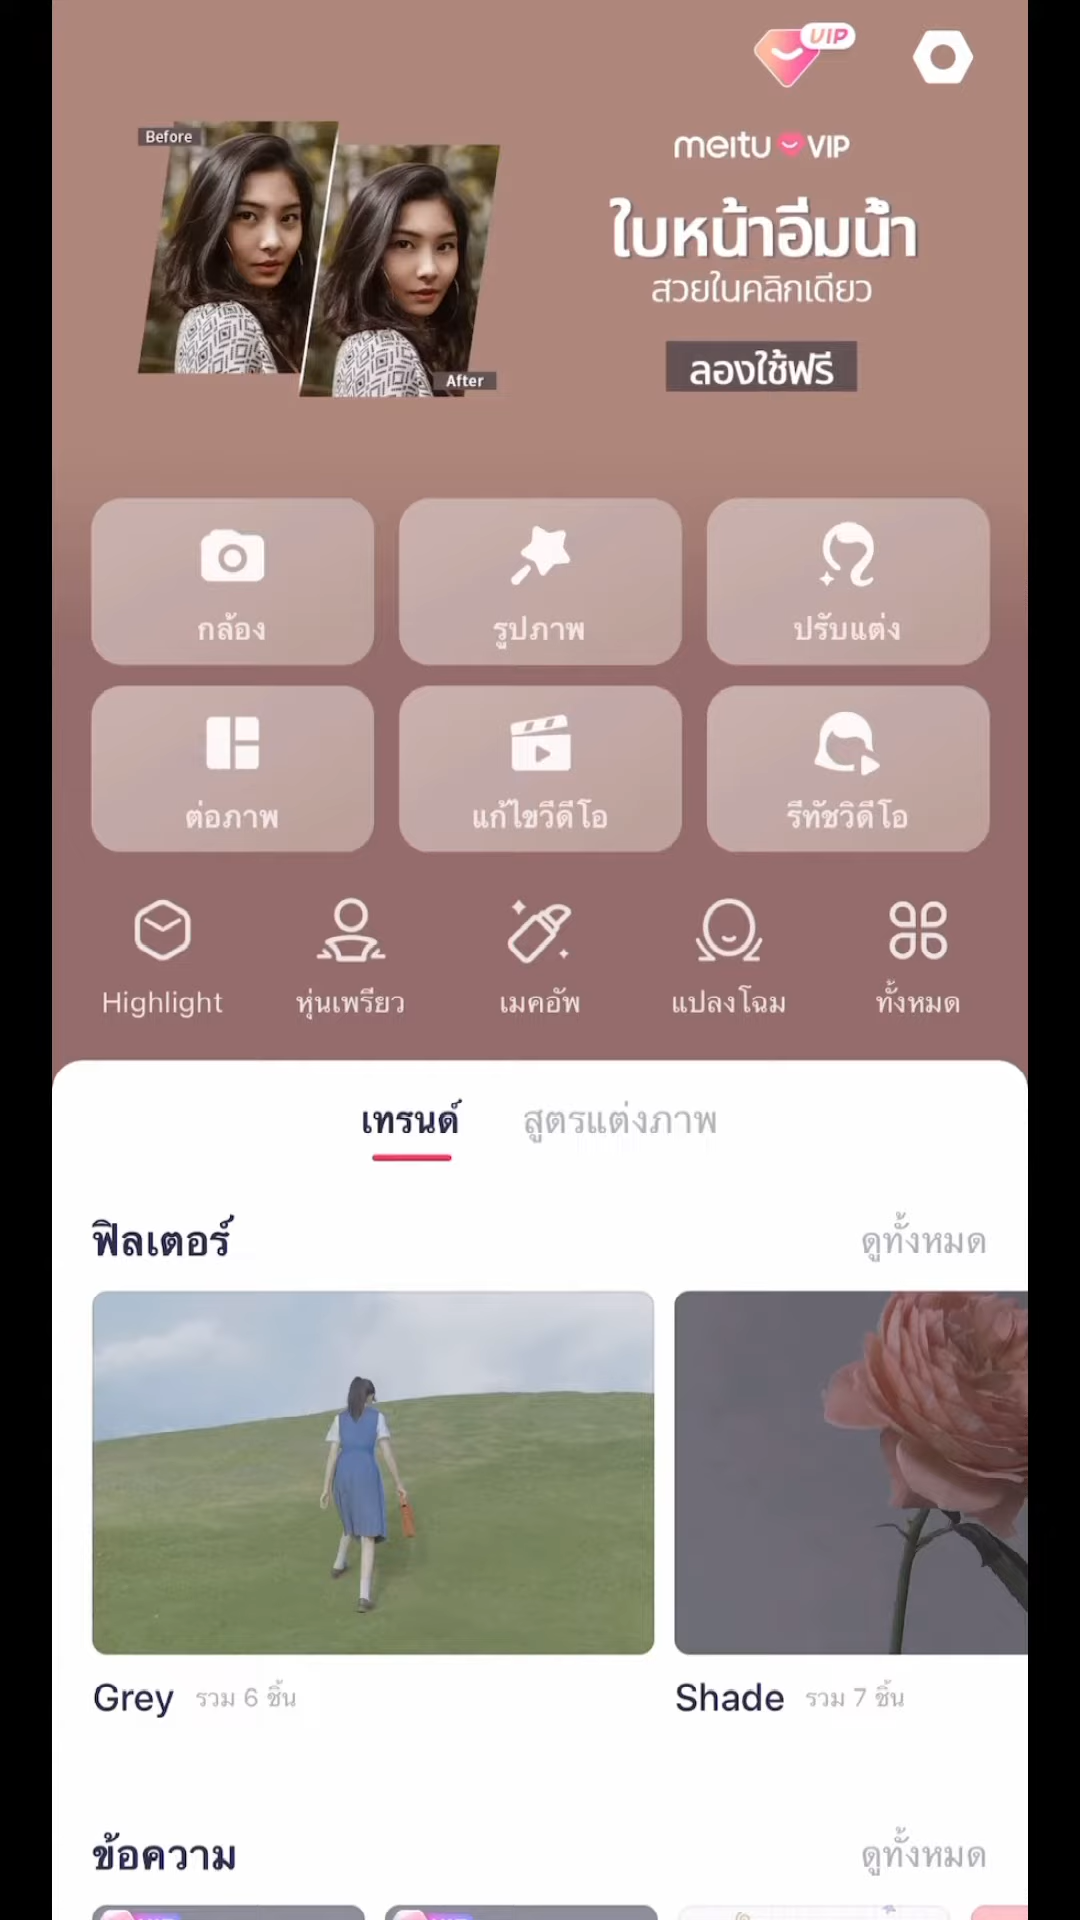 VIP
Before
After
meitu VIP
ใบหน้าอิ่มน้ำ
สวยในคลิกเดียว
ลองใช้ฟรี
กล้อง
รูปภาพ
ปรับแต่ง
ต่อภาพ
แก้ไขวีดีโอ
รีทัชวิดีโอ
Highlight
หุ่นเพรียว
เมคอัพ
แปลงโฉม
ทั้งหมด
เทรนด์
สูตรแต่งภาพ
ฟิลเตอร์
ดูทั้งหมด
Grey รวม 6 ชิ้น
Shade รวม 7 ชิ้น
ข้อความ
ดูทั้งหมด